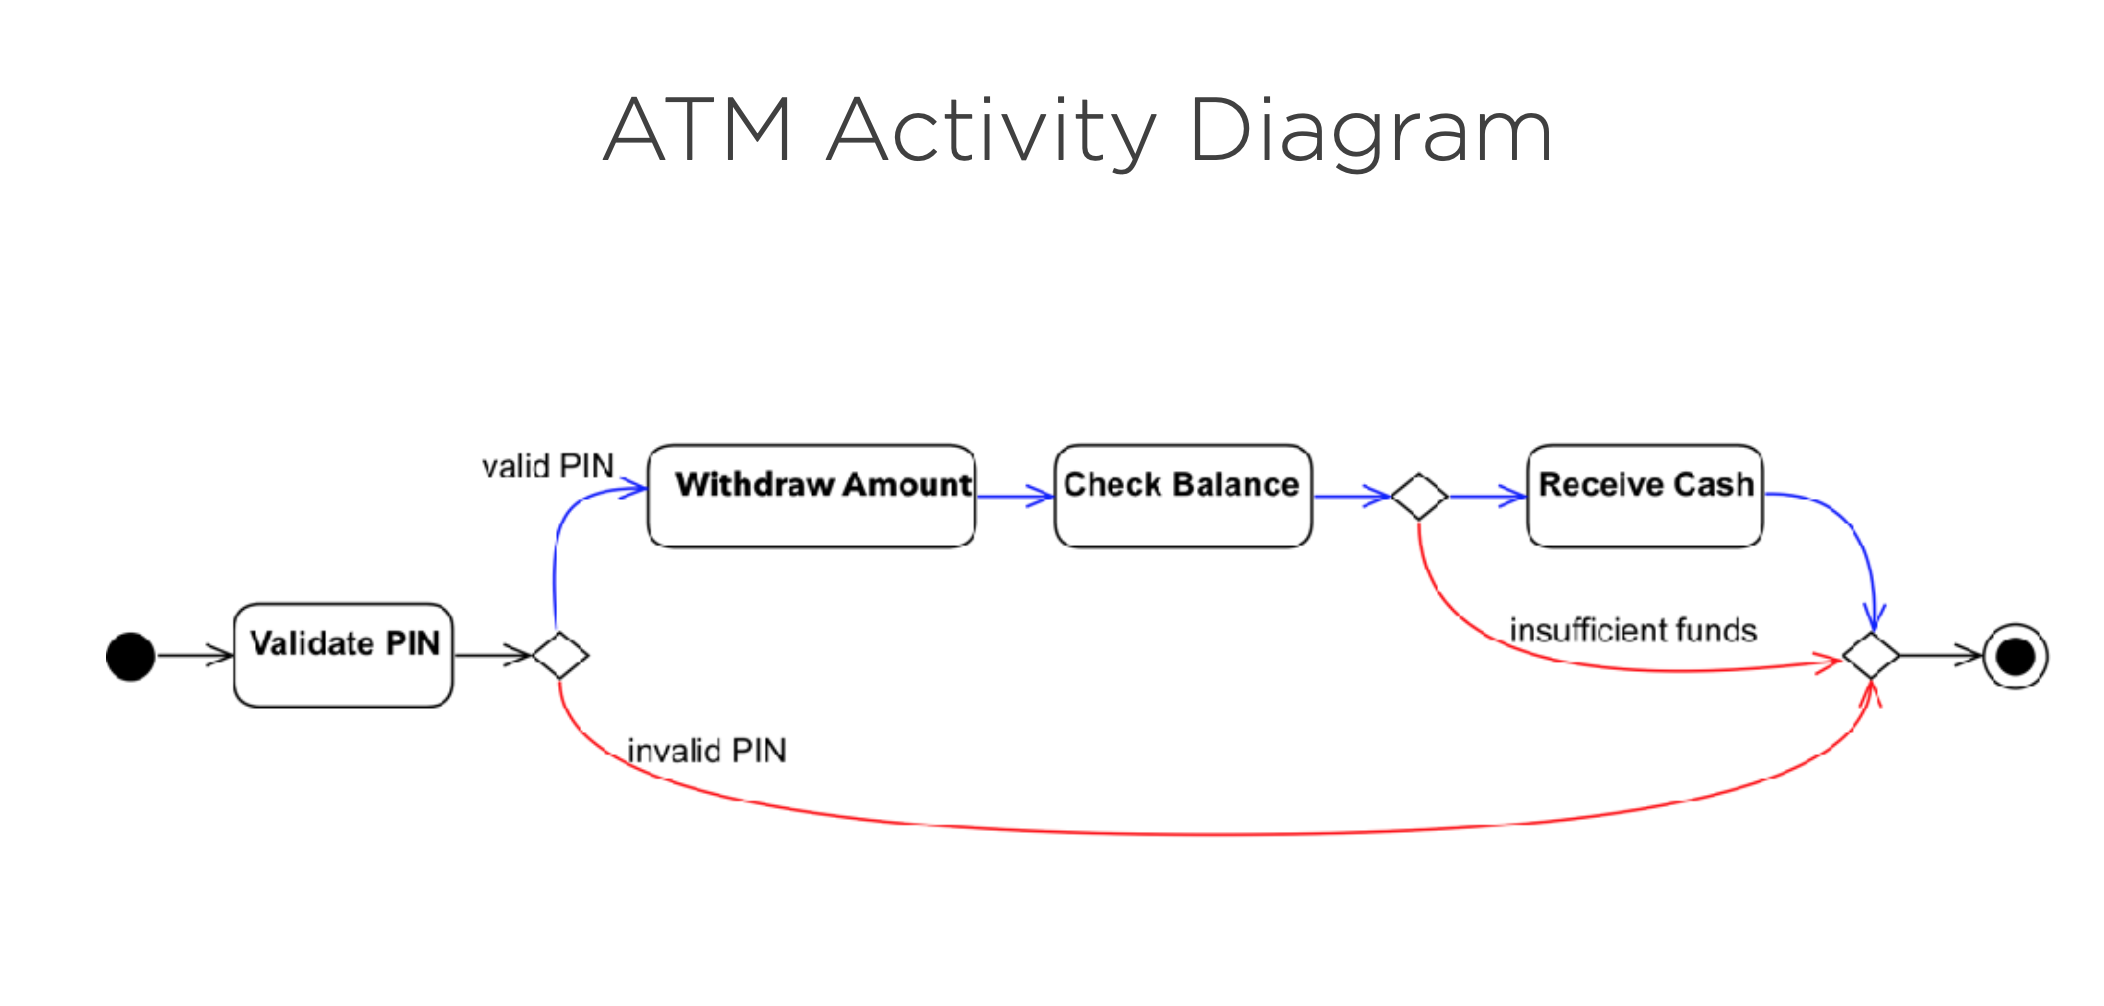 ATM Activity Diagram
valid PIN
Withdraw Amount
Check Balance
Receive Cash
Validate PIN
insufficient funds
invalid PIN